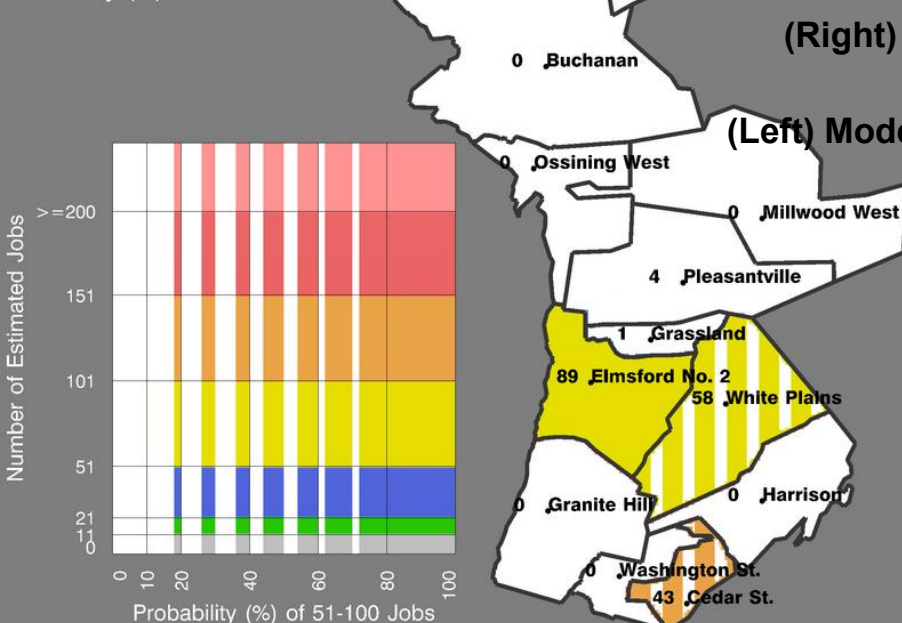 (Right)
(Left) Mode
0 Buchanan
0 Ossining West
0 Millwood West
4 Pleasantville
1 Grassland
89 Elmsford No. 2
58 White Plains
0 Harrison
0 Granite Hill
0 Washington St.
43 Cedar St.
Number of Estimated Jobs
>=200
151
101
51
21
11
0
0 10 20 40 60 80 100
Probability (%) of 51-100 Jobs